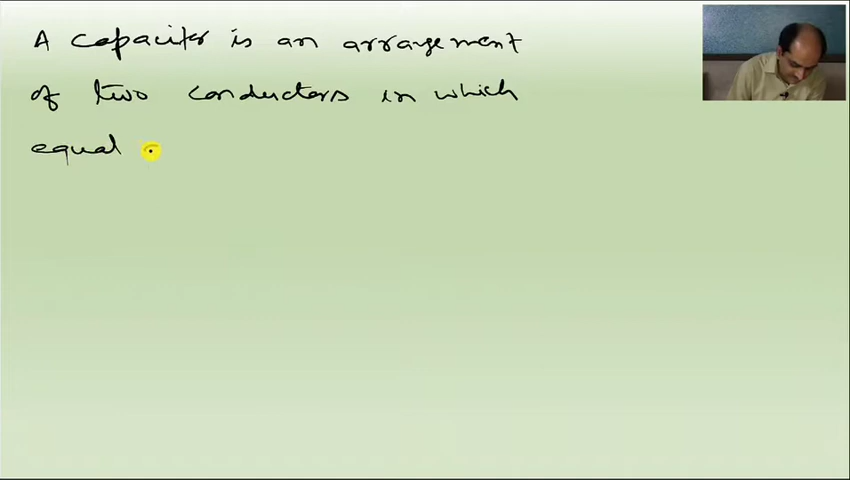 A capacitor is an arrangement
of two conductors in which
equal